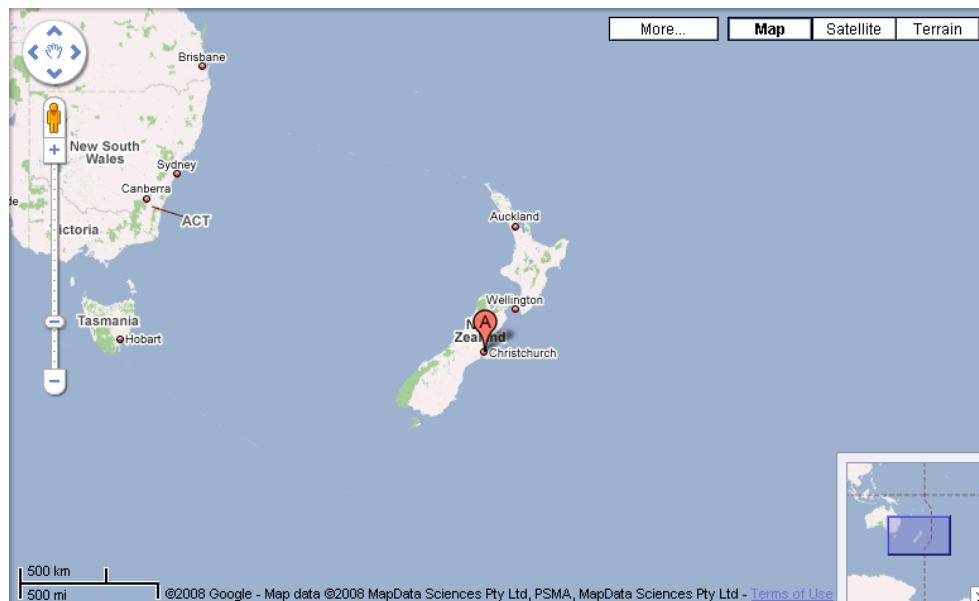 More...
Map
Satellite
Terrain
Brisbane
New South
Wales
Sydney
Canberra
ACT
ictoria
Auckland
Wellington
Tasmania
Hobart
A
Zealand
Christchurch
500 km
500 mi
©2008 Google - Map data ©2008 MapData Sciences Pty Ltd, PSMA, MapData Sciences Pty Ltd - Terms of Use